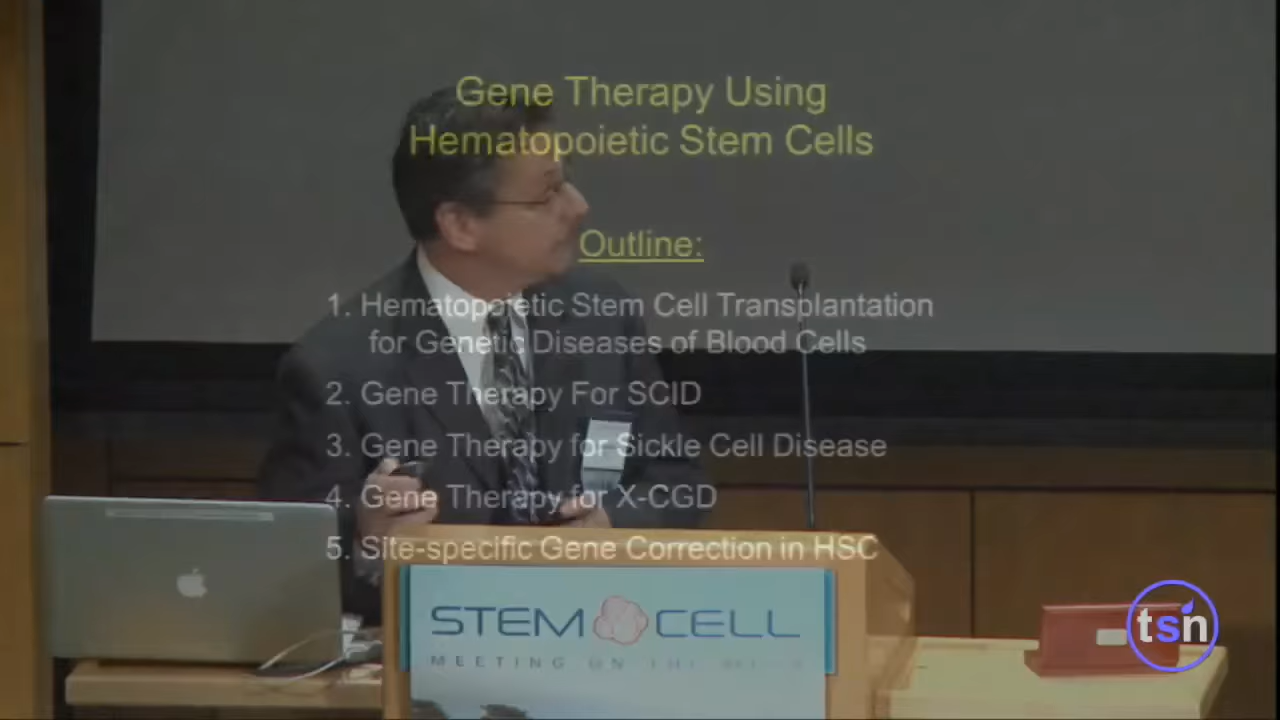 Gene Therapy Using
Hematopoietic Stem Cells
Outline:
1. Hematopoietic Stem Cell Transplantation
for Genetic Diseases of Blood Cells
2. Gene Therapy For SCID
3. Gene Therapy for Sickle Cell Disease
4. Gene Therapy for X-CGD
5. Site-specific Gene Correction in HSC
STEM CELL
MEETING ON THE MESA
tsn